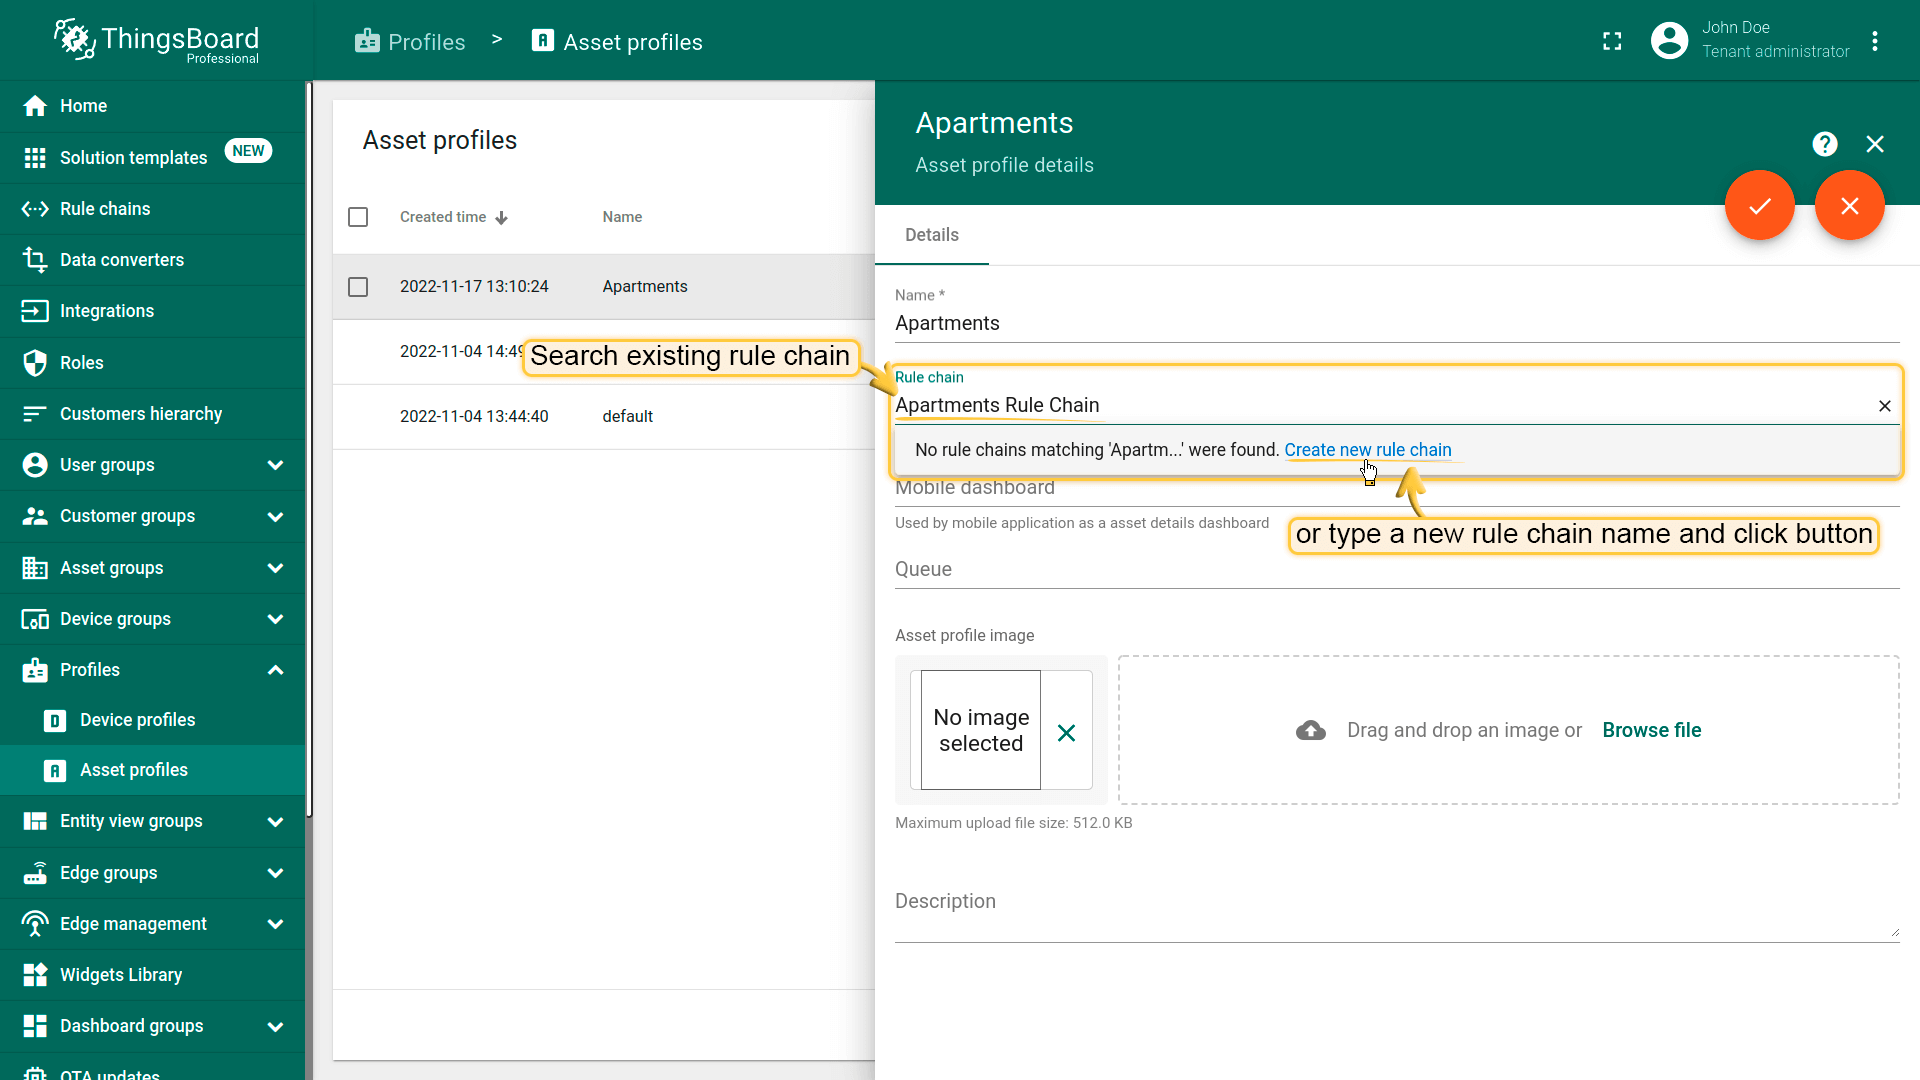 ThingsBoard
Professional
Profiles > Asset profiles
John Doe
Tenant administrator
Home
Solution templates NEW
Rule chains
Data converters
Integrations
Roles
Customers hierarchy
User groups
Customer groups
Asset groups
Device groups
Profiles
D Device profiles
A Asset profiles
Entity view groups
Edge groups
Edge management
Widgets Library
Dashboard groups
OTA updates
Asset profiles
Created time Name
2022-11-17 13:10:24 Apartments
2022-11-04 14:49
2022-11-04 13:44:40 default
Search existing rule chain
Apartments
Asset profile details
Details
Name *
Apartments
Rule chain
Apartments Rule Chain
No rule chains matching 'Apartm...' were found. Create new rule chain
Mobile dashboard
Used by mobile application as a asset details dashboard
or type a new rule chain name and click button
Queue
Asset profile image
No image
selected
Drag and drop an image or Browse file
Maximum upload file size: 512.0 KB
Description